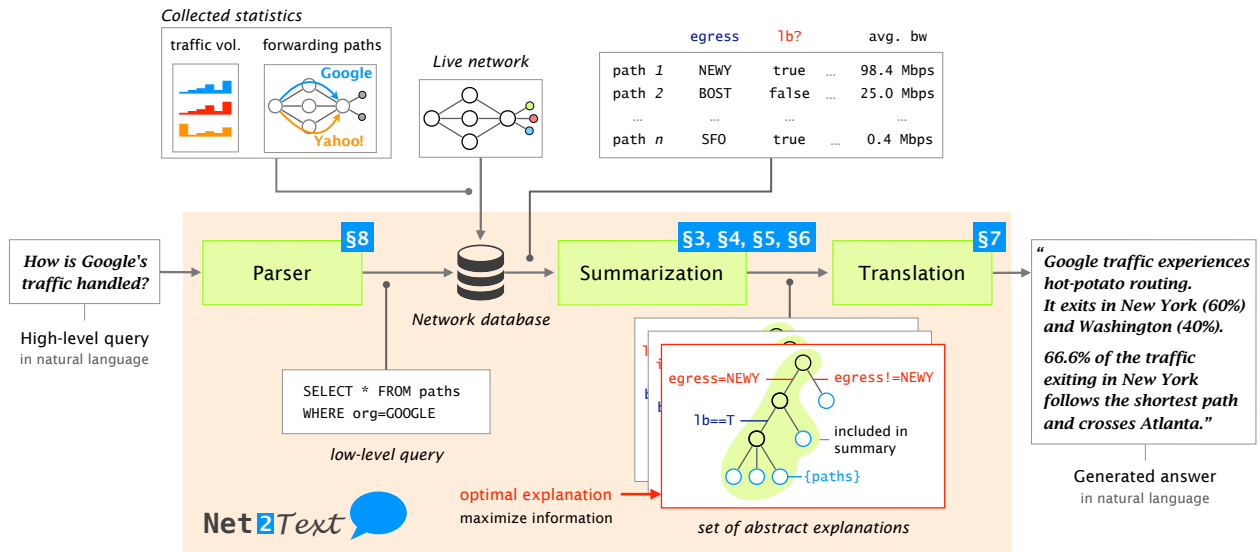 Collected statistics
traffic vol.
forwarding paths
Google
Yahoo!
Live network
egress lb? avg. bw
path 1 NEWY true ... 98.4 Mbps
path 2 BOST false ... 25.0 Mbps
... ... ... ...
path n SFO true ... 0.4 Mbps
How is Google's
traffic handled?
High-level query
in natural language
§8
Parser
Network database
§3, §4, §5, §6
Summarization
§7
Translation
SELECT * FROM paths
WHERE org=GOOGLE
low-level query
egress=NEWY
egress!=NEWY
lb==T
included in
summary
{paths}
optimal explanation
maximize information
set of abstract explanations
Net2Text
“Google traffic experiences
hot-potato routing.
It exits in New York (60%)
and Washington (40%).
66.6% of the traffic
exiting in New York
follows the shortest path
and crosses Atlanta.”
Generated answer
in natural language